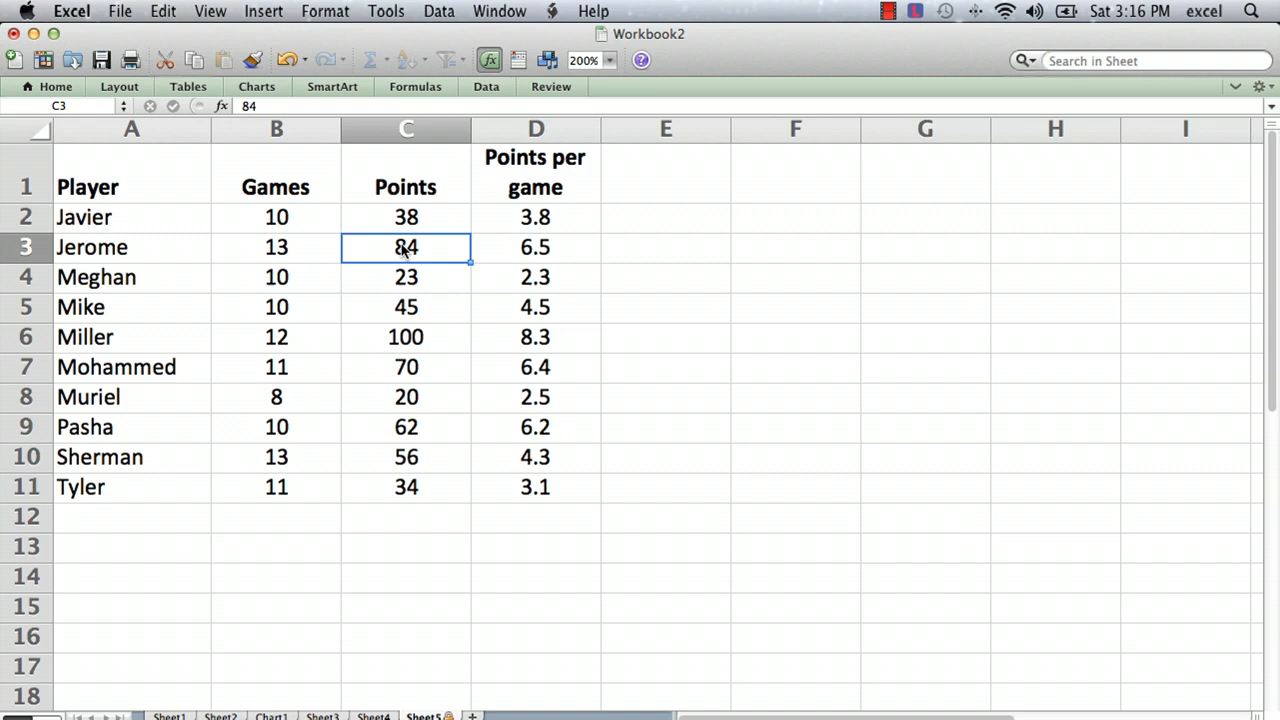 Excel File Edit View Insert Format Tools Data Window Help Sat 3:16 PM excel
Workbook2
200% Search in Sheet
Home Layout Tables Charts SmartArt Formulas Data Review
C3 fx 84
A B C D E F G H I
Points per
1 Player Games Points game
2 Javier 10 38 3.8
3 Jerome 13 84 6.5
4 Meghan 10 23 2.3
5 Mike 10 45 4.5
6 Miller 12 100 8.3
7 Mohammed 11 70 6.4
8 Muriel 8 20 2.5
9 Pasha 10 62 6.2
10 Sherman 13 56 4.3
11 Tyler 11 34 3.1
12
13
14
15
16
17
18
Sheet1 Sheet2 Chart1 Sheet3 Sheet4 Sheet5 +